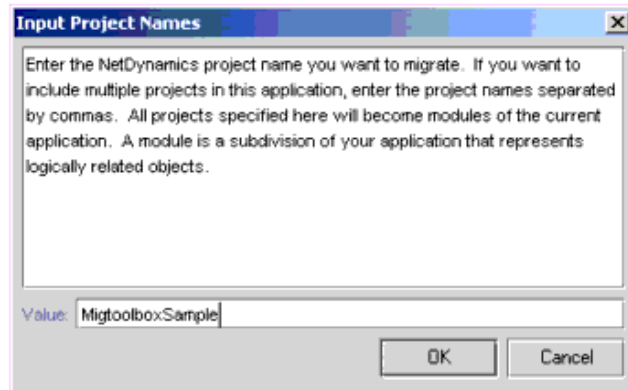 Input Project Names
Enter the NetDynamics project name you want to migrate. If you want to
include multiple projects in this application, enter the project names separated
by commas. All projects specified here will become modules of the current
application. A module is a subdivision of your application that represents
logically related objects.
Value: MigtoolboxSample
OK Cancel